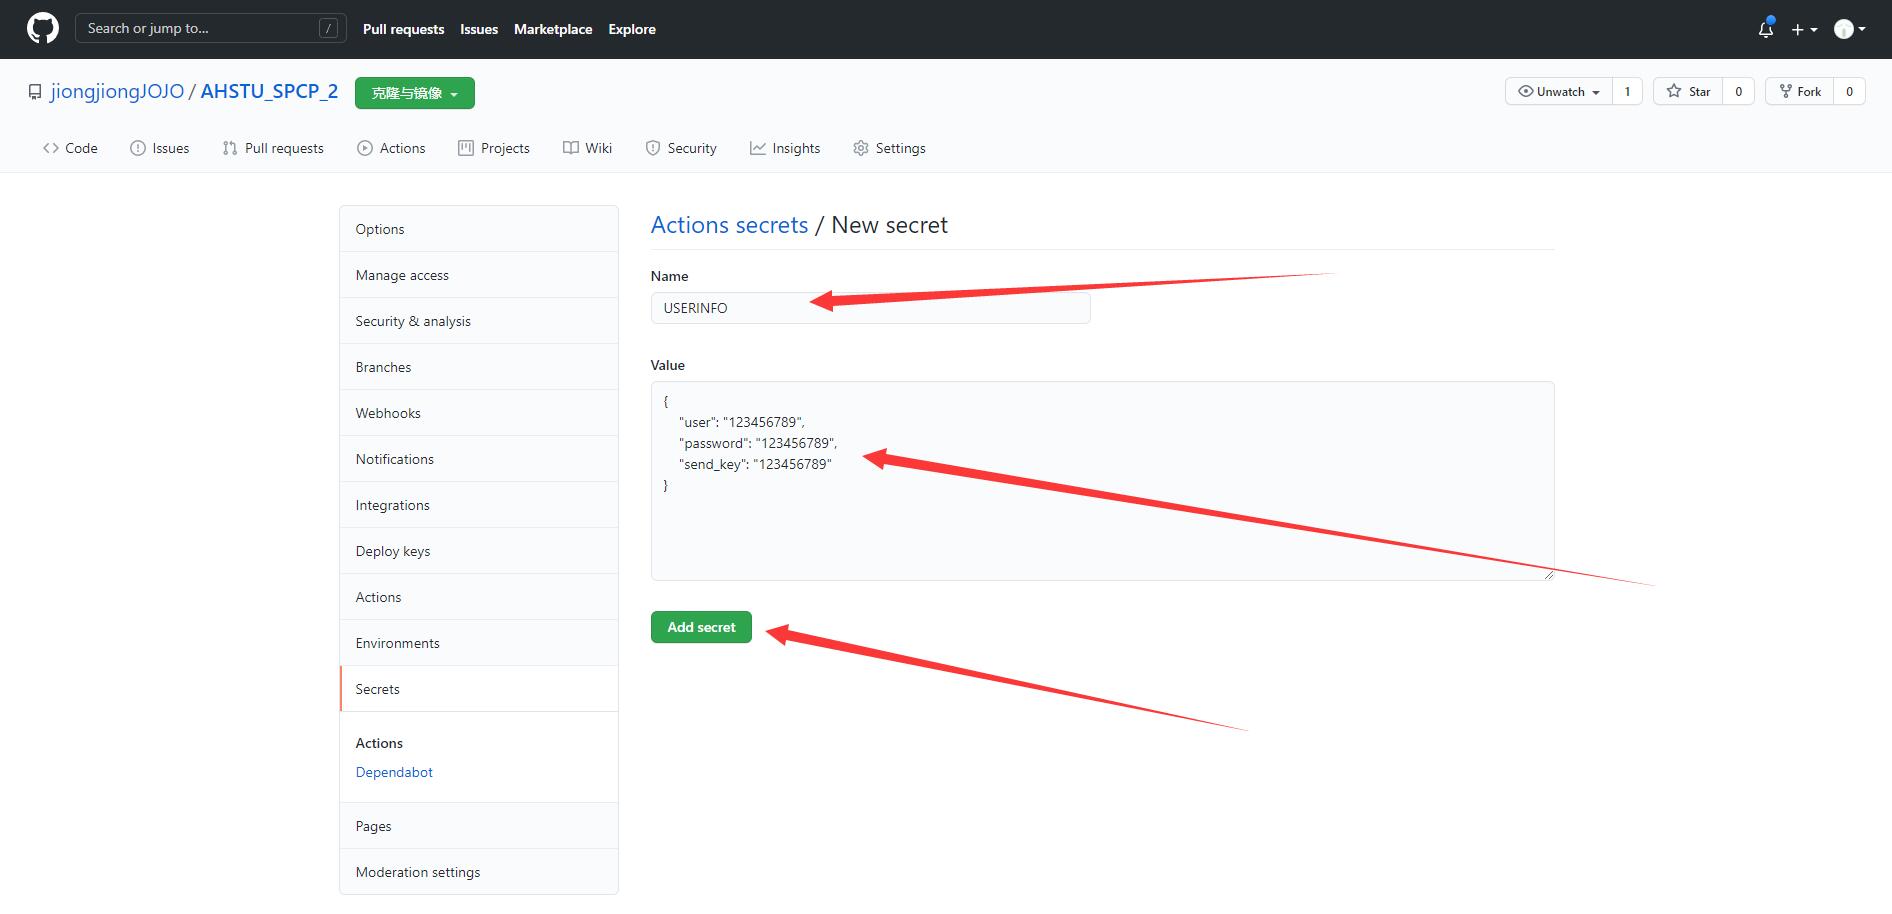 Search or jump to... /
Pull requests Issues Marketplace Explore
jiongjiongJOJO / AHSTU_SPCP_2 克隆与镜像
Unwatch 1 Star 0 Fork 0
Code Issues Pull requests Actions Projects Wiki Security Insights Settings
Options
Manage access
Security & analysis
Branches
Webhooks
Notifications
Integrations
Deploy keys
Actions
Environments
Secrets
Actions
Dependabot
Pages
Moderation settings
Actions secrets / New secret
Name
USERINFO
Value
{
"user": "123456789",
"password": "123456789",
"send_key": "123456789"
}
Add secret